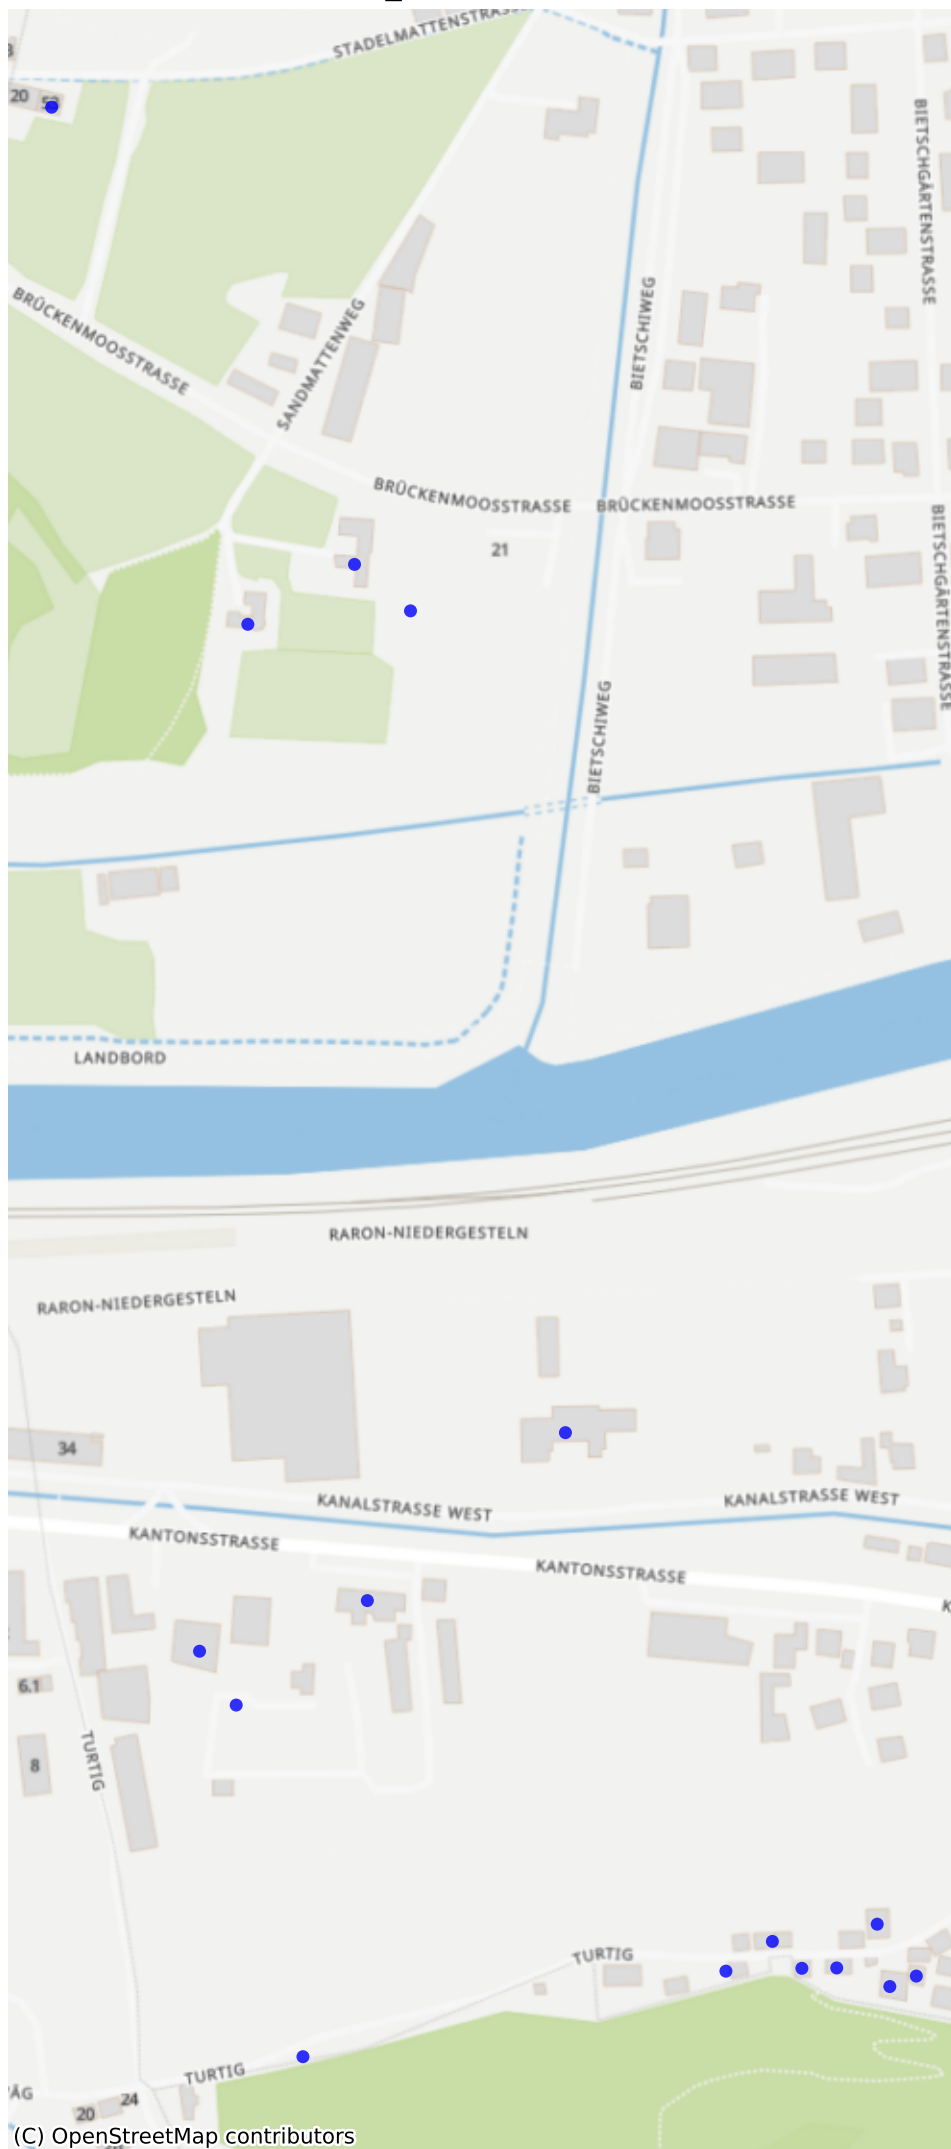 STADELMATTENSTRASSE
20
BIETSCHGÄRTENSTRASSE
BIETSCHIWEG
BRÜCKENMOOSSTRASSE
SANDMATTENWEG
BRÜCKENMOOSSTRASSE
BRÜCKENMOOSSTRASSE
BIETSCHGÄRTENSTRASSE
21
BIETSCHIWEG
LANDBORD
RARON-NIEDERGESTELN
RARON-NIEDERGESTELN
34
KANALSTRASSE WEST
KANALSTRASSE WEST
KANTONSSTRASSE
KANTONSSTRASSE
6.1
8
TURTIG
TURTIG
TURTIG
24
20
(C) OpenStreetMap contributors